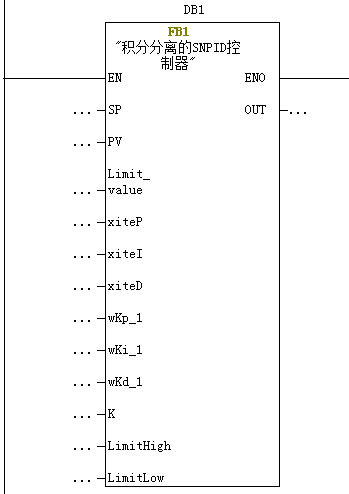 DB1
FB1
"积分分离的SNPID控
制器"
EN ENO
... SP OUT ...
... PV
Limit_
... value
... xiteP
... xiteI
... xiteD
... wKp_1
... wKi_1
... wKd_1
... K
... LimitHigh
... LimitLow